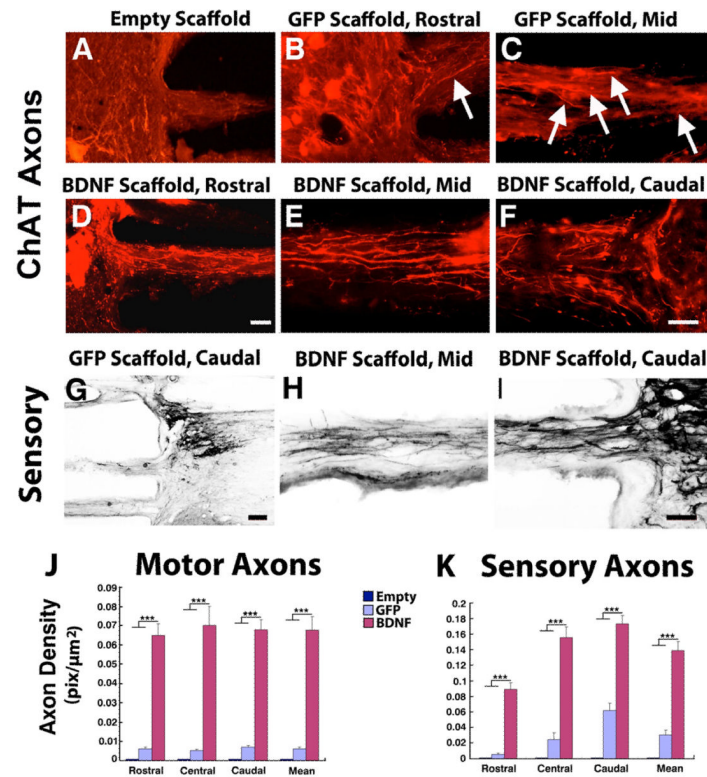 Empty Scaffold
GFP Scaffold, Rostral
GFP Scaffold, Mid
A
B
C
ChAT Axons
BDNF Scaffold, Rostral
BDNF Scaffold, Mid
BDNF Scaffold, Caudal
D
E
F
GFP Scaffold, Caudal
BDNF Scaffold, Mid
BDNF Scaffold, Caudal
G
H
I
Sensory
J
Motor Axons
Axon Density
(pix/μm²)
0.09
0.08
0.07
0.06
0.05
0.04
0.03
0.02
0.01
0
***
***
***
***
Rostral
Central
Caudal
Mean
Empty
GFP
BDNF
K
Sensory Axons
0.2
0.18
0.16
0.14
0.12
0.1
0.08
0.06
0.04
0.02
0
***
***
***
***
Rostral
Central
Caudal
Mean